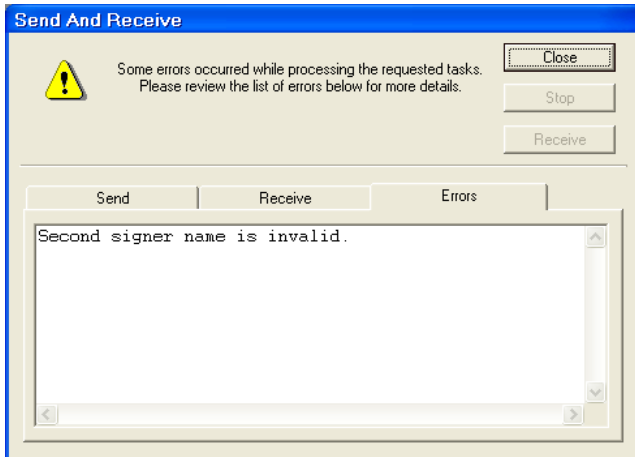 Send And Receive
Some errors occurred while processing the requested tasks.
Please review the list of errors below for more details.
Close
Stop
Receive
Send
Receive
Errors
Second signer name is invalid.